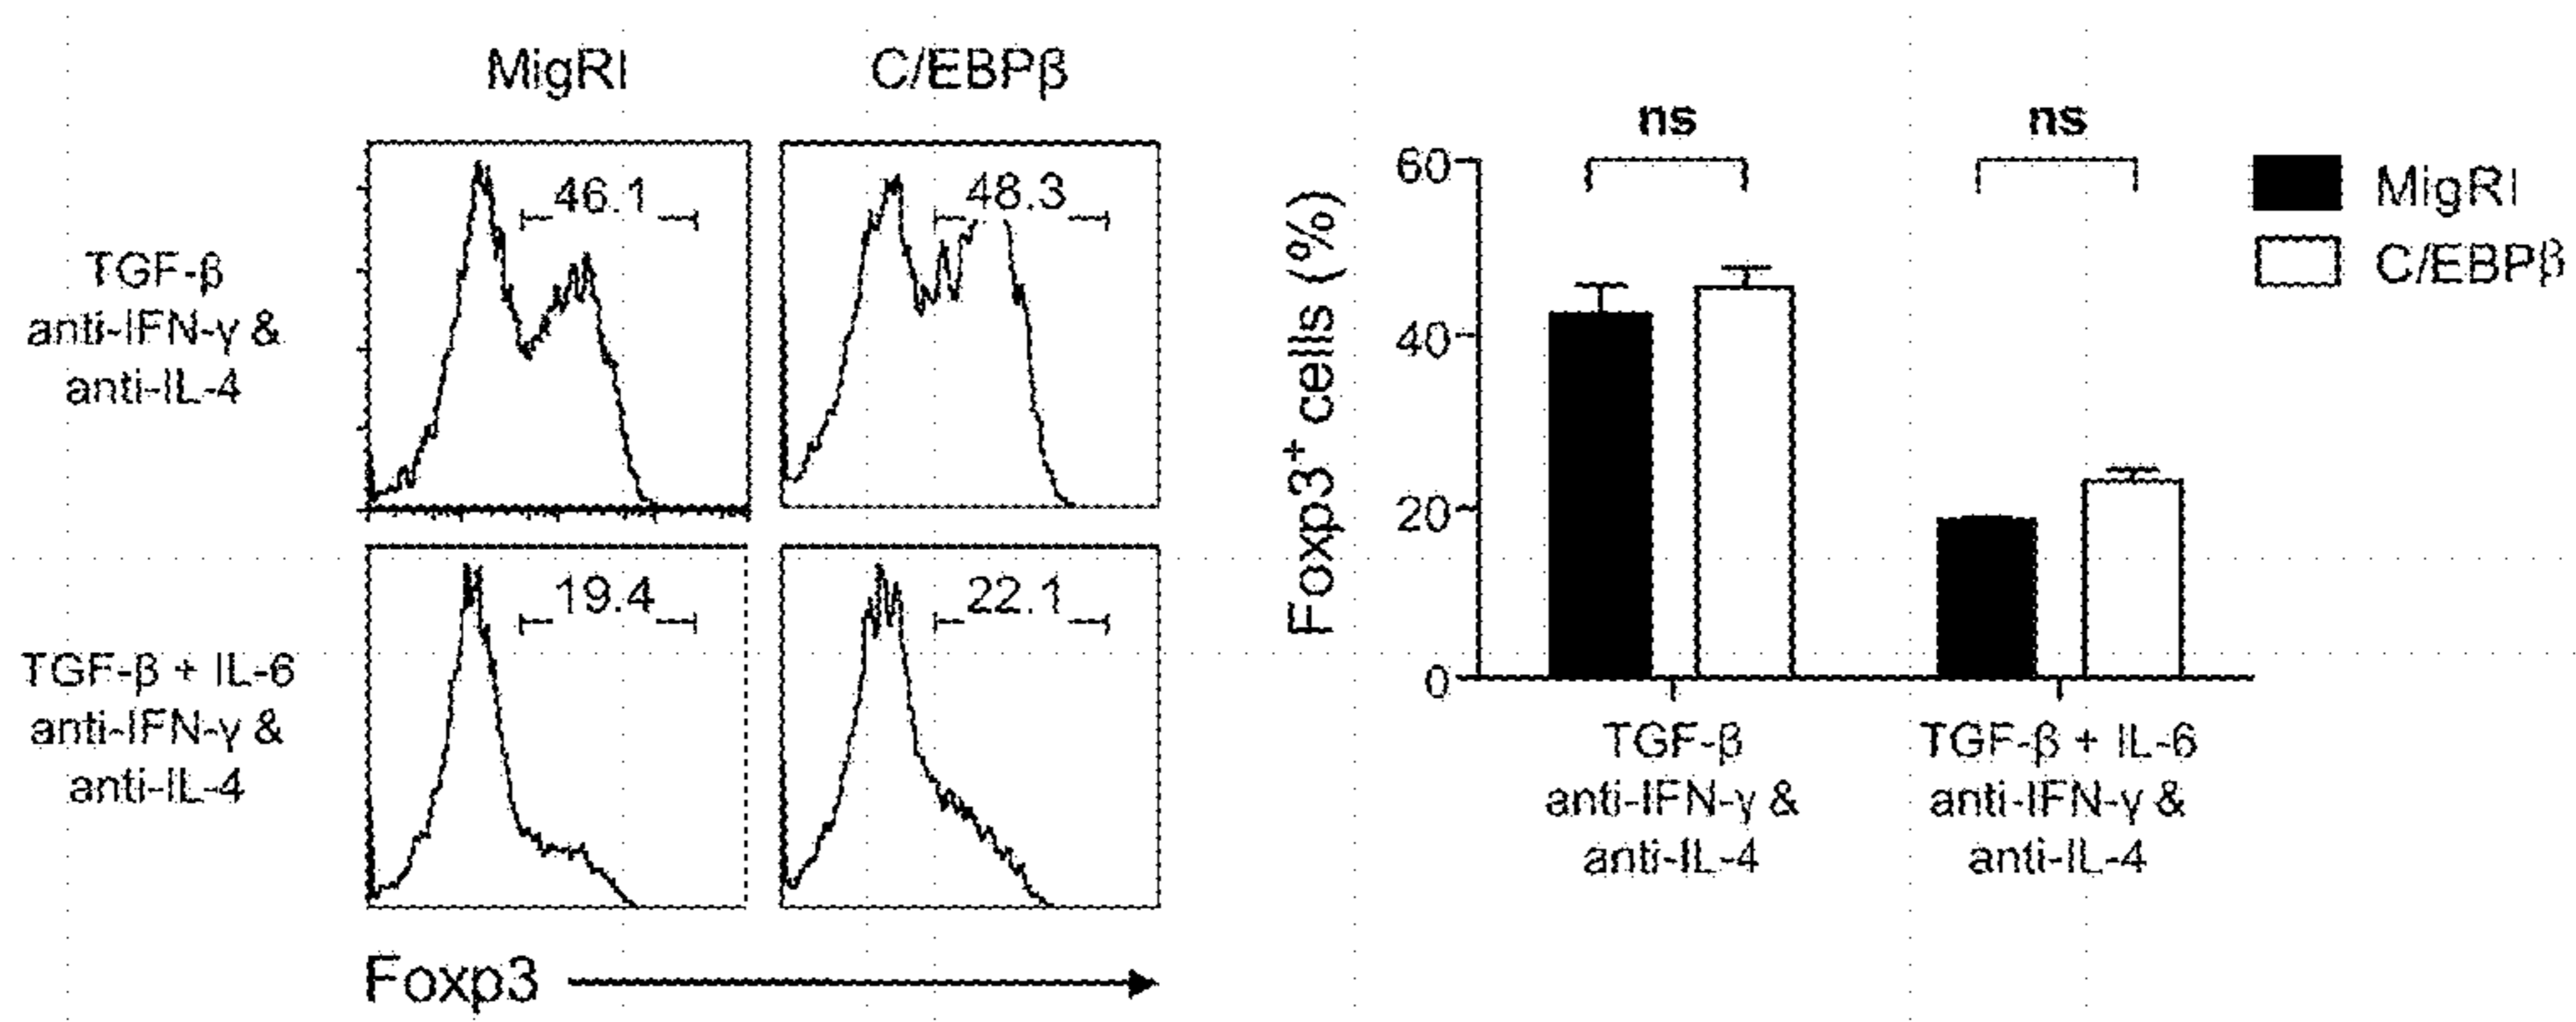 MigRI
C/EBPβ
TGF-β
anti-IFN-γ &
anti-IL-4
46.1
48.3
TGF-β + IL-6
anti-IFN-γ &
anti-IL-4
19.4
22.1
Foxp3
ns
ns
Foxp3+ cells (%)
60
40
20
0
TGF-β
anti-IFN-γ &
anti-IL-4
TGF-β + IL-6
anti-IFN-γ &
anti-IL-4
MigRI
C/EBPβ